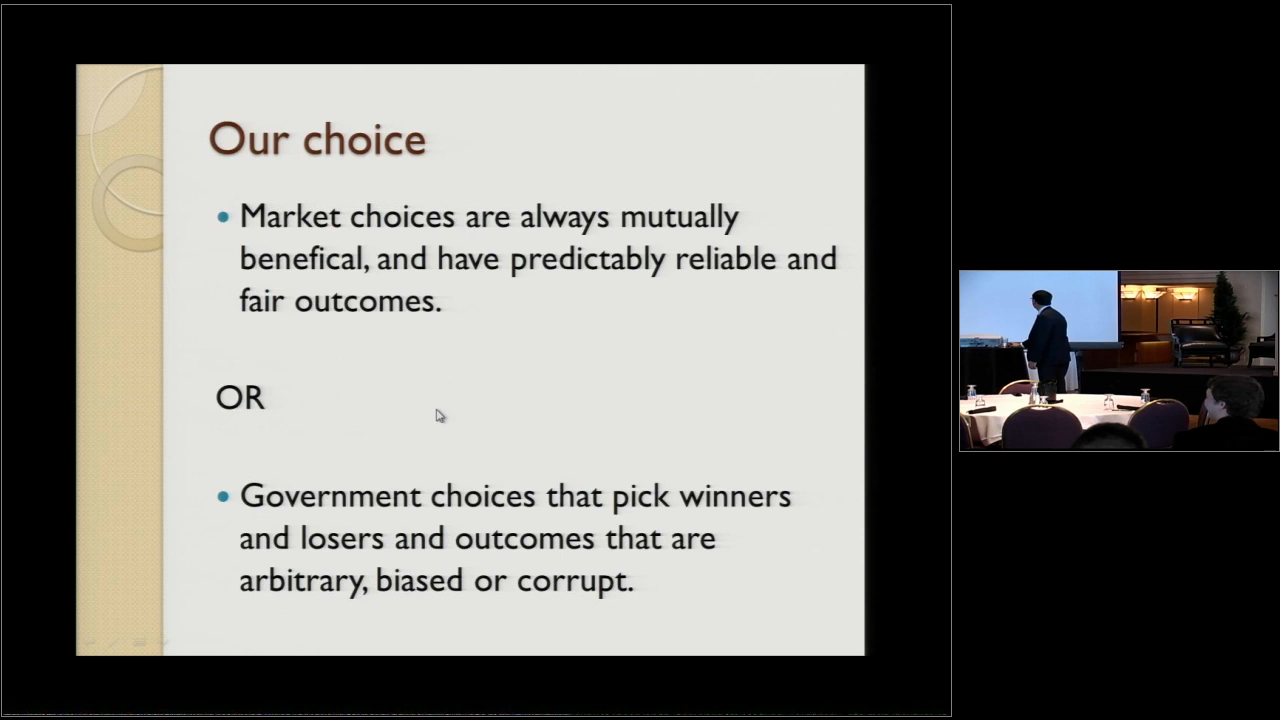 Our choice
• Market choices are always mutually
benefical, and have predictably reliable and
fair outcomes.
OR
• Government choices that pick winners
and losers and outcomes that are
arbitrary, biased or corrupt.